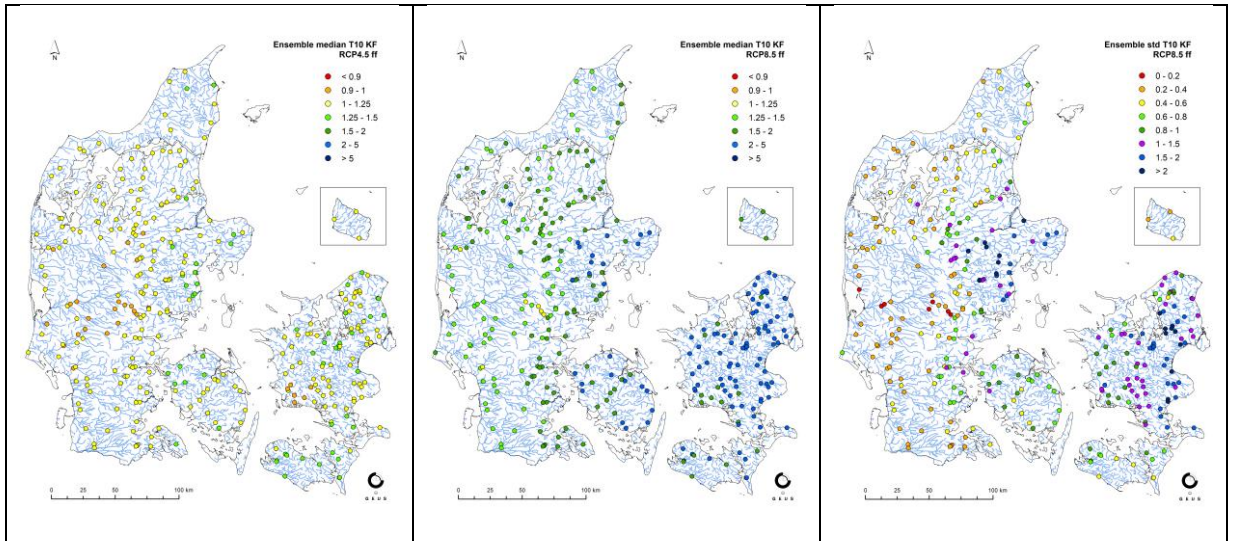 Ensemble median T10 KF
RCP4.5 ff
< 0.9
0.9 - 1
1 - 1.25
1.25 - 1.5
1.5 - 2
2 - 5
> 5
N
0 25 50 100 km
G E U S
Ensemble median T10 KF
RCP8.5 ff
< 0.9
0.9 - 1
1 - 1.25
1.25 - 1.5
1.5 - 2
2 - 5
> 5
N
0 25 50 100 km
G E U S
Ensemble std T10 KF
RCP8.5 ff
0 - 0.2
0.2 - 0.4
0.4 - 0.6
0.6 - 0.8
0.8 - 1
1 - 1.5
1.5 - 2
> 2
N
0 25 50 100 km
G E U S